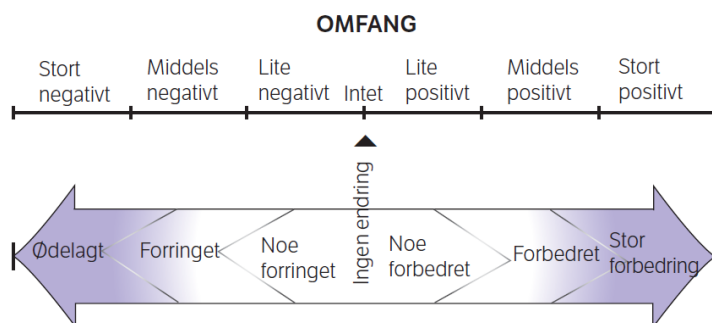 OMFANG
Stort
negativt
Middels
negativt
Lite
negativt
Intet
Lite
positivt
Middels
positivt
Stort
positivt
Ødelagt
Forringet
Noe
forringet
Ingen endring
Noe
forbedret
Forbedret
Stor
forbedring